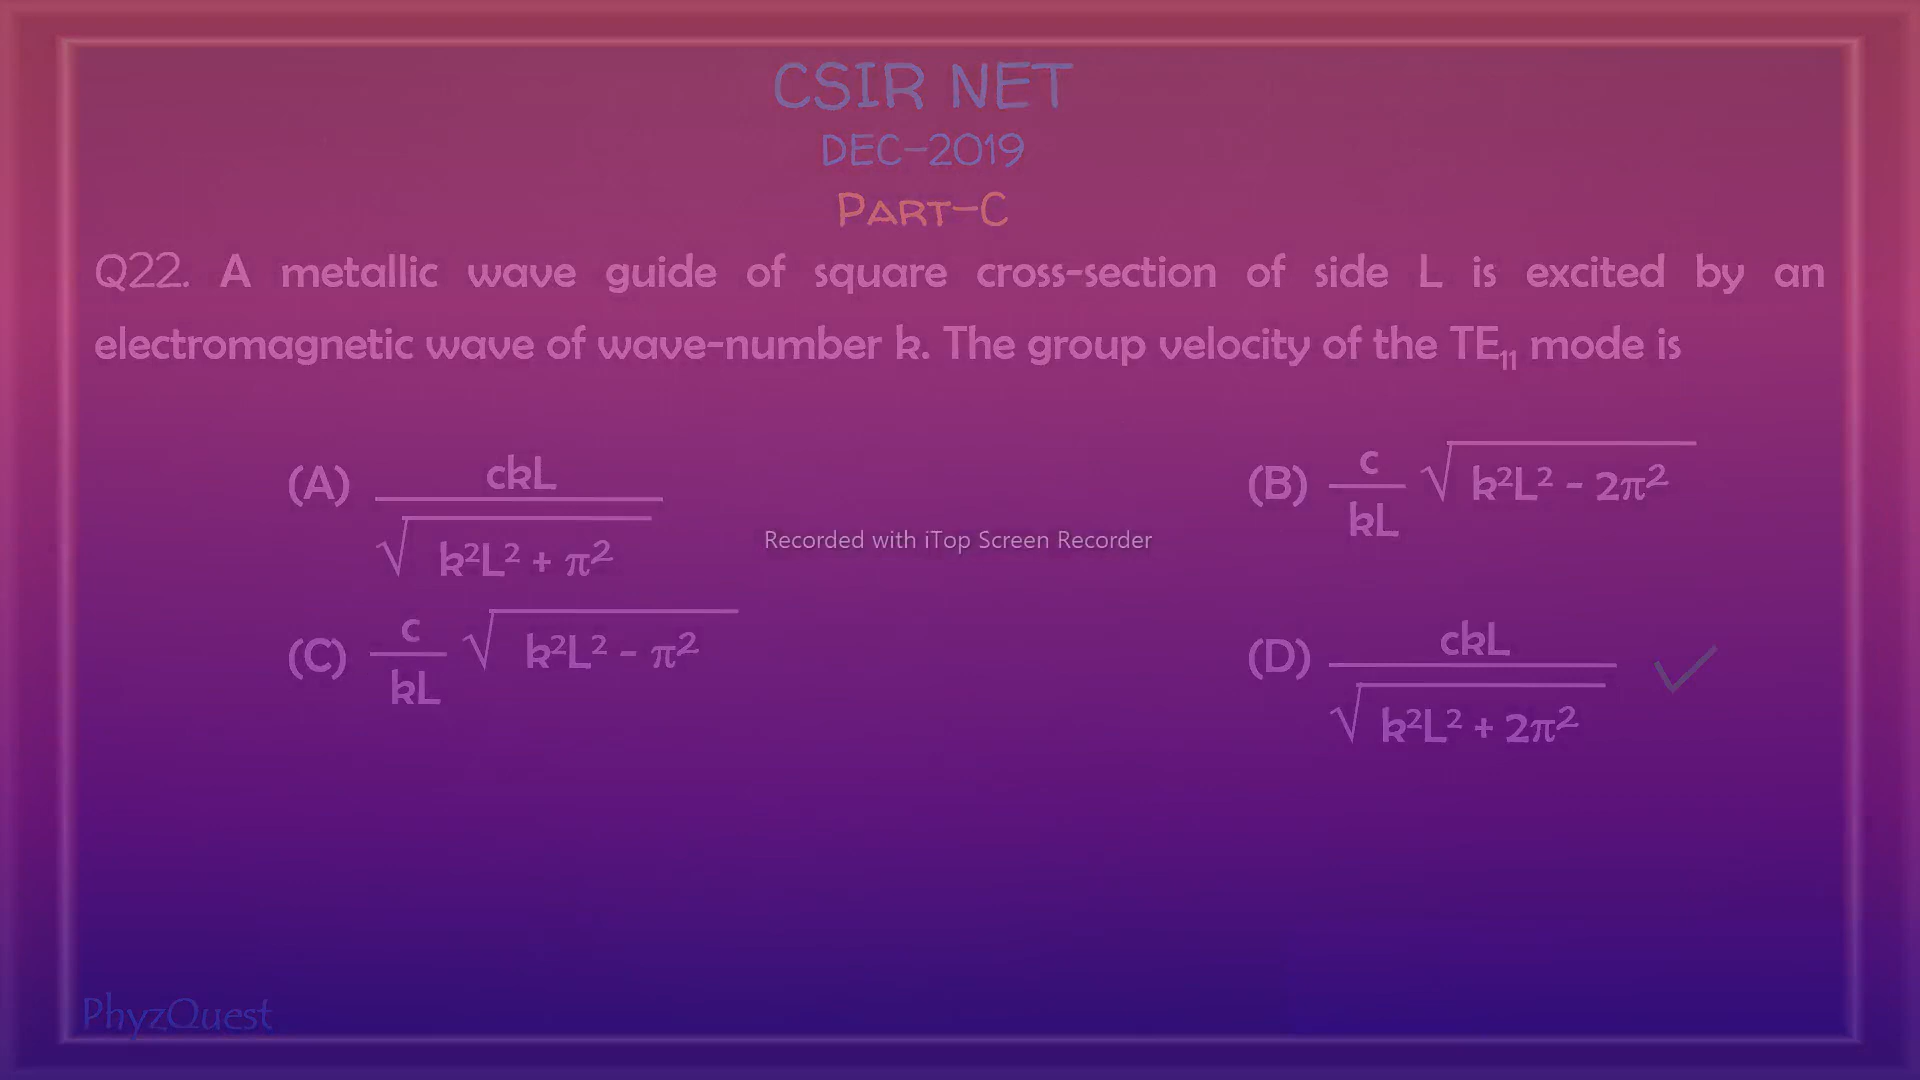 CSIR NET
DEC-2019
PART-C
Q22. A metallic wave guide of square cross-section of side L is excited by an
electromagnetic wave of wave-number k. The group velocity of the TE₁₁ mode is
(A) ckL / √ k²L² + π²
(B) c / kL √ k²L² - 2π²
Recorded with iTop Screen Recorder
(C) c / kL √ k²L² - π²
(D) ckL / √ k²L² + 2π² ✓
PhyzQuest